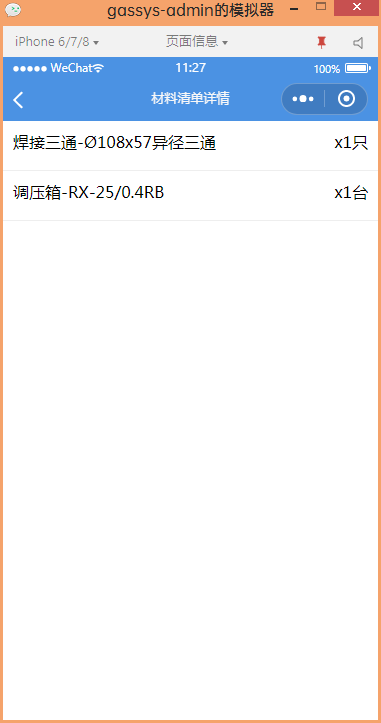 gassys-admin的模拟器
iPhone 6/7/8
页面信息
WeChat
11:27
100%
材料清单详情
焊接三通-Ø108x57异径三通 x1只
调压箱-RX-25/0.4RB x1台